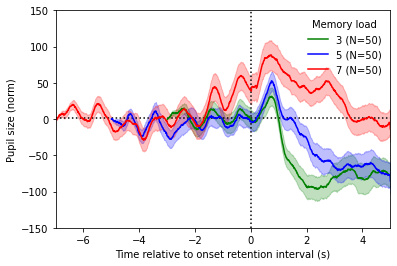 Memory load
3 (N=50)
5 (N=50)
7 (N=50)
Pupil size (norm)
150
100
50
0
−50
−100
−150
−6 −4 −2 0 2 4
Time relative to onset retention interval (s)